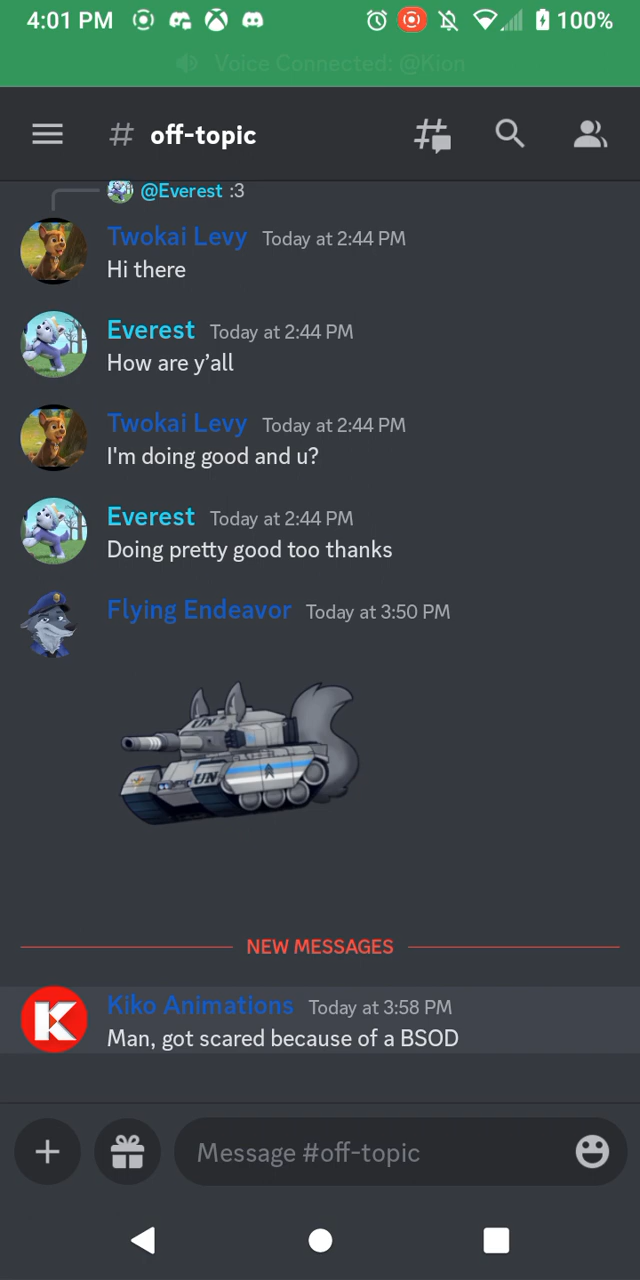 4:01 PM 100%
Voice Connected: @Kion
# off-topic
@Everest :3
Twokai Levy Today at 2:44 PM
Hi there
Everest Today at 2:44 PM
How are y’all
Twokai Levy Today at 2:44 PM
I'm doing good and u?
Everest Today at 2:44 PM
Doing pretty good too thanks
Flying Endeavor Today at 3:50 PM
UN
UN
NEW MESSAGES
K
Kiko Animations Today at 3:58 PM
Man, got scared because of a BSOD
Message #off-topic